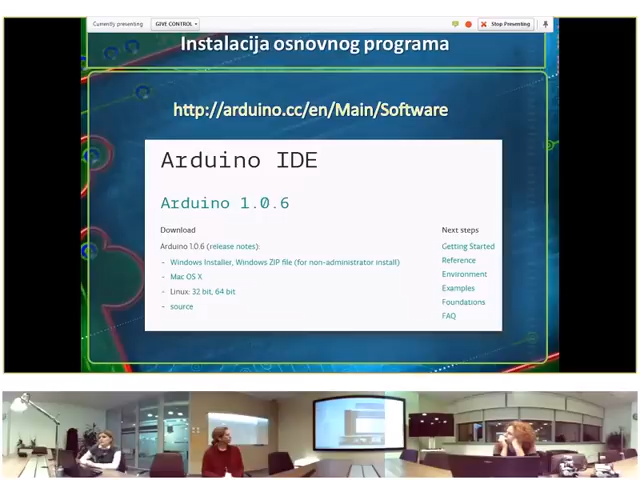 Currently presenting
GIVE CONTROL
Stop Presenting
Instalacija osnovnog programa
http://arduino.cc/en/Main/Software
Arduino IDE
Arduino 1.0.6
Download
Arduino 1.0.6 (release notes):
- Windows Installer, Windows ZIP file (for non-administrator install)
- Mac OS X
- Linux: 32 bit, 64 bit
- source
Next steps
Getting Started
Reference
Environment
Examples
Foundations
FAQ